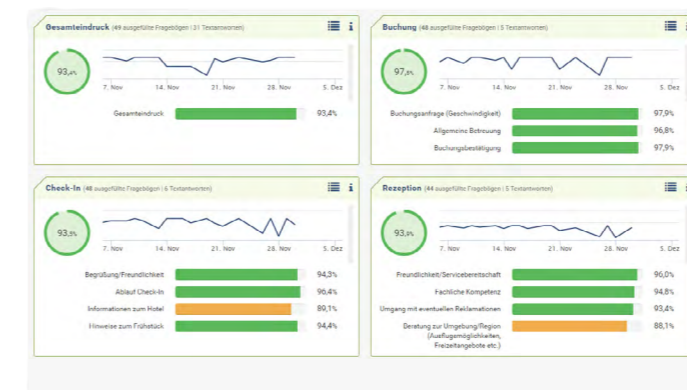 Gesamteindruck (49 ausgefüllte Fragebögen | 31 Textantworten)
93,4%
7. Nov 14. Nov 21. Nov 28. Nov 5. Dez
Gesamteindruck 93,4%
Buchung (48 ausgefüllte Fragebögen | 5 Textantworten)
97,5%
7. Nov 14. Nov 21. Nov 28. Nov 5. Dez
Buchungsanfrage (Geschwindigkeit) 97,9%
Allgemeine Betreuung 96,8%
Buchungsbestätigung 97,9%
Check-In (48 ausgefüllte Fragebögen | 6 Textantworten)
7. Nov 14. Nov 21. Nov 28. Nov 5. Dez
Begrüßung/Freundlichkeit 94,3%
Ablauf Check-In 96,4%
Informationen zum Hotel 89,1%
Hinweise zum Frühstück 94,4%
Rezeption (44 ausgefüllte Fragebögen | 5 Textantworten)
7. Nov 14. Nov 21. Nov 28. Nov 5. Dez
Freundlichkeit/Servicebereitschaft 96,0%
Fachliche Kompetenz 94,8%
Umgang mit eventuellen Reklamationen 93,4%
Beratung zur Umgebung/Region 88,1%
(Ausflugsmöglichkeiten,
Freizeitangebote etc.)